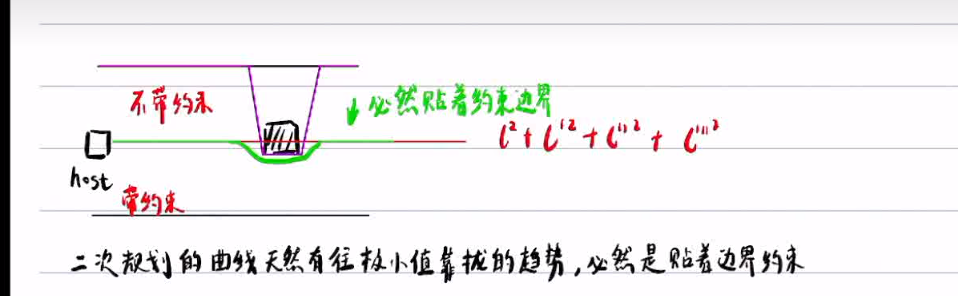 不带约束
必然贴着约束边界
l² + l'² + l''² + l'''²
host
带约束
二次规划的曲线天然有往极小值靠拢的趋势,必然是贴着边界约束